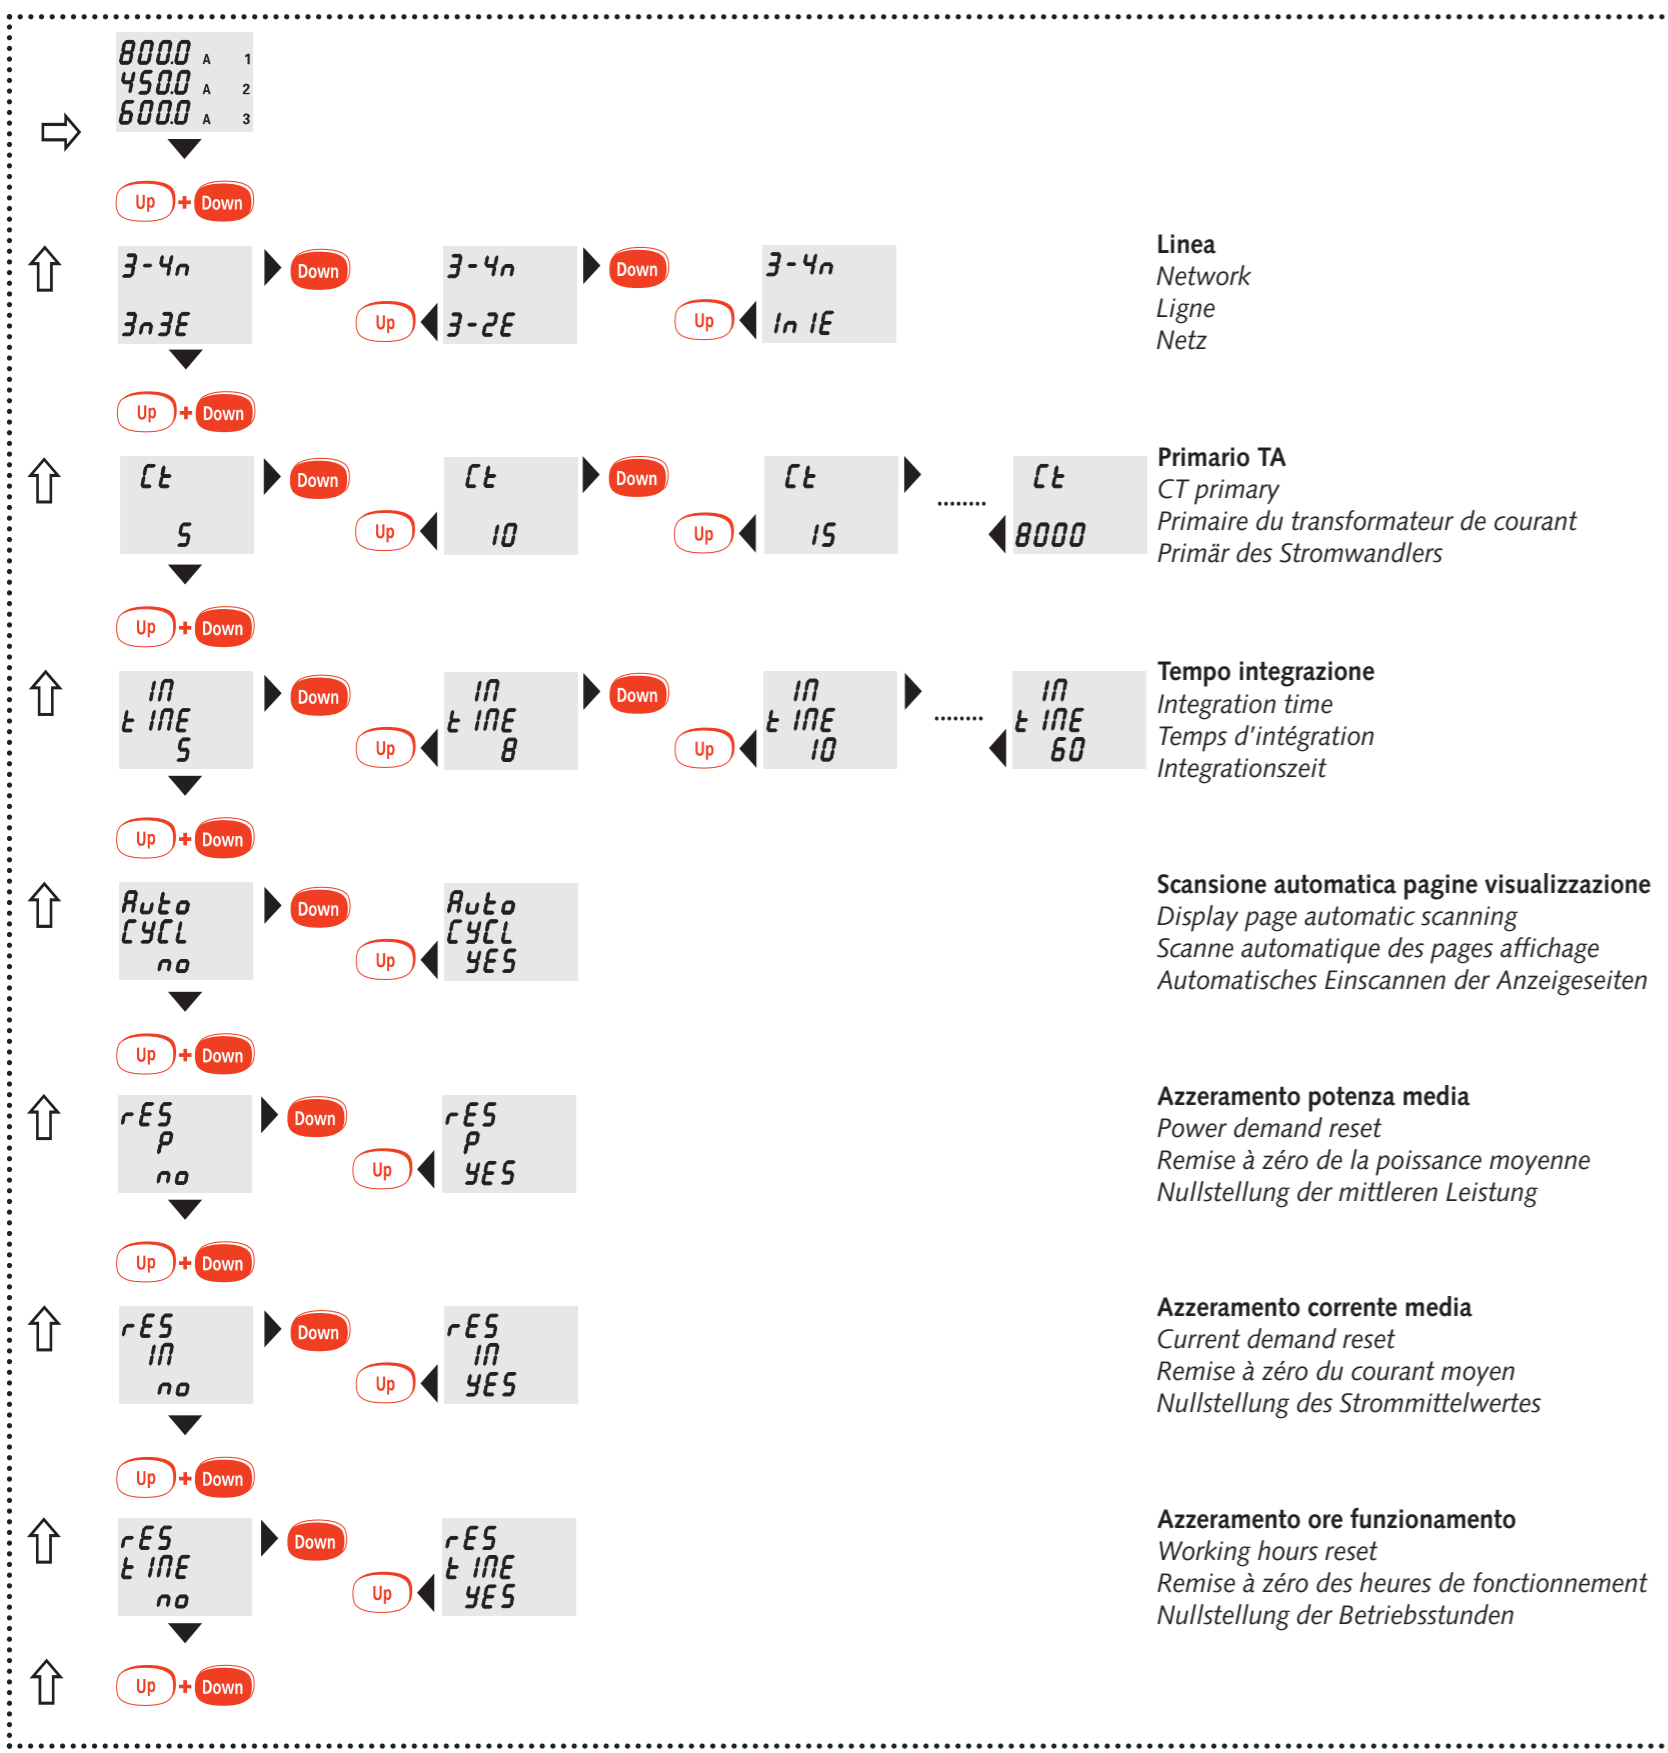 800.0 A 1
450.0 A 2
600.0 A 3
Up + Down
3-4n Down 3-4n Down 3-4n
3n3E Up 3-2E Up 1n1E
Linea
Network
Ligne
Netz
Up + Down
Ct Down Ct Down Ct ........ Ct
5 Up 10 Up 15 8000
Primario TA
CT primary
Primaire du transformateur de courant
Primär des Stromwandlers
Up + Down
In Down In Down In ........ In
tIME tIME tIME tIME
5 Up 8 Up 10 60
Tempo integrazione
Integration time
Temps d'intégration
Integrationszeit
Up + Down
Auto Down Auto
CYCL CYCL
no Up YES
Scansione automatica pagine visualizzazione
Display page automatic scanning
Scanne automatique des pages affichage
Automatisches Einscannen der Anzeigeseiten
Up + Down
rES Down rES
P P
no Up YES
Azzeramento potenza media
Power demand reset
Remise à zéro de la poissance moyenne
Nullstellung der mittleren Leistung
Up + Down
rES Down rES
In In
no Up YES
Azzeramento corrente media
Current demand reset
Remise à zéro du courant moyen
Nullstellung des Strommittelwertes
Up + Down
rES Down rES
tIME tIME
no Up YES
Azzeramento ore funzionamento
Working hours reset
Remise à zéro des heures de fonctionnement
Nullstellung der Betriebsstunden
Up + Down